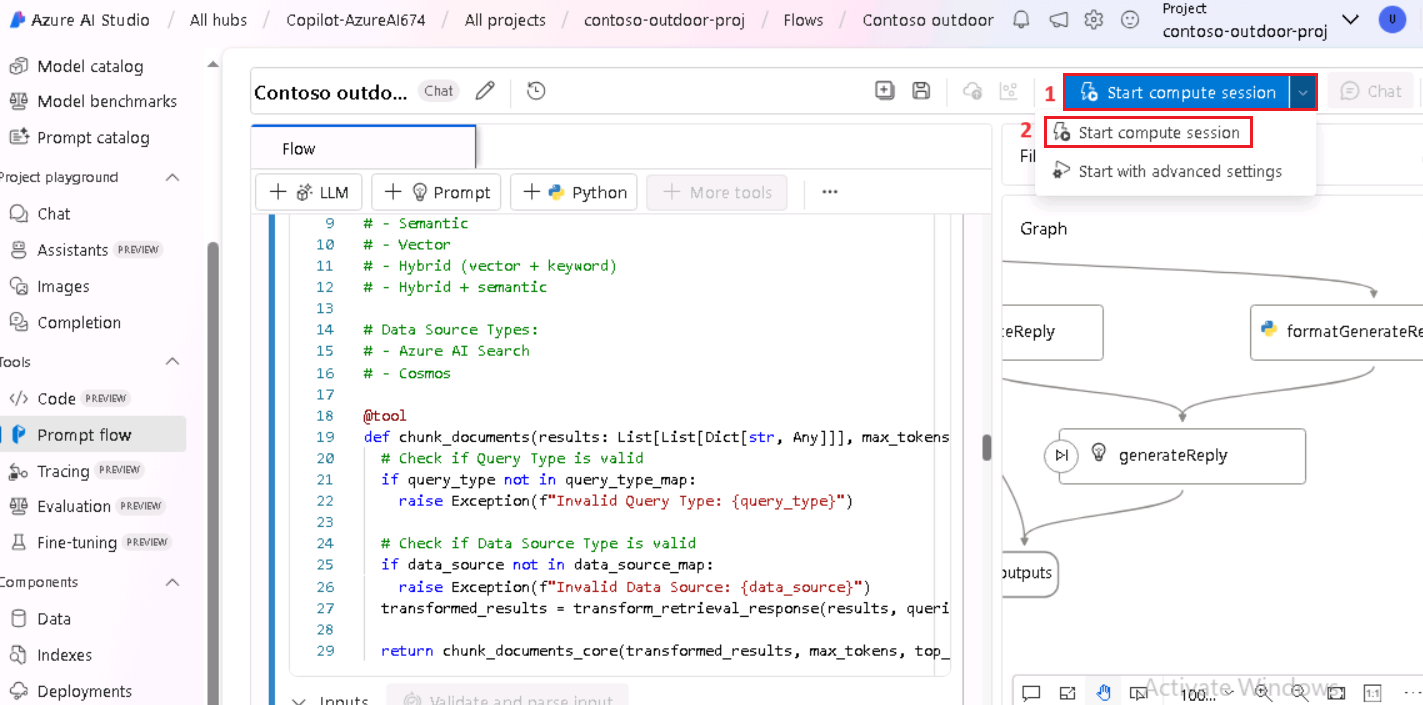 Azure AI Studio / All hubs / Copilot-AzureAI674 / All projects / contoso-outdoor-proj / Flows / Contoso outdoor
Project
contoso-outdoor-proj
U
Model catalog
Model benchmarks
Prompt catalog
Project playground
Chat
Assistants PREVIEW
Images
Completion
Tools
Code PREVIEW
Prompt flow
Tracing PREVIEW
Evaluation PREVIEW
Fine-tuning PREVIEW
Components
Data
Indexes
Deployments
Contoso outdo... Chat
1 Start compute session
Chat
2 Start compute session
Start with advanced settings
Flow
+ LLM + Prompt + Python + More tools ...
9 # - Semantic
10 # - Vector
11 # - Hybrid (vector + keyword)
12 # - Hybrid + semantic
13
14 # Data Source Types:
15 # - Azure AI Search
16 # - Cosmos
17
18 @tool
19 def chunk_documents(results: List[List[Dict[str, Any]]], max_tokens
20 # Check if Query Type is valid
21 if query_type not in query_type_map:
22 raise Exception(f"Invalid Query Type: {query_type}")
23
24 # Check if Data Source Type is valid
25 if data_source not in data_source_map:
26 raise Exception(f"Invalid Data Source: {data_source}")
27 transformed_results = transform_retrieval_response(results, queri
28
29 return chunk_documents_core(transformed_results, max_tokens, top_
Inputs Validate and parse input
Fil
Graph
teReply
formatGenerateRe
generateReply
outputs
100... 1:1
Activate Windows